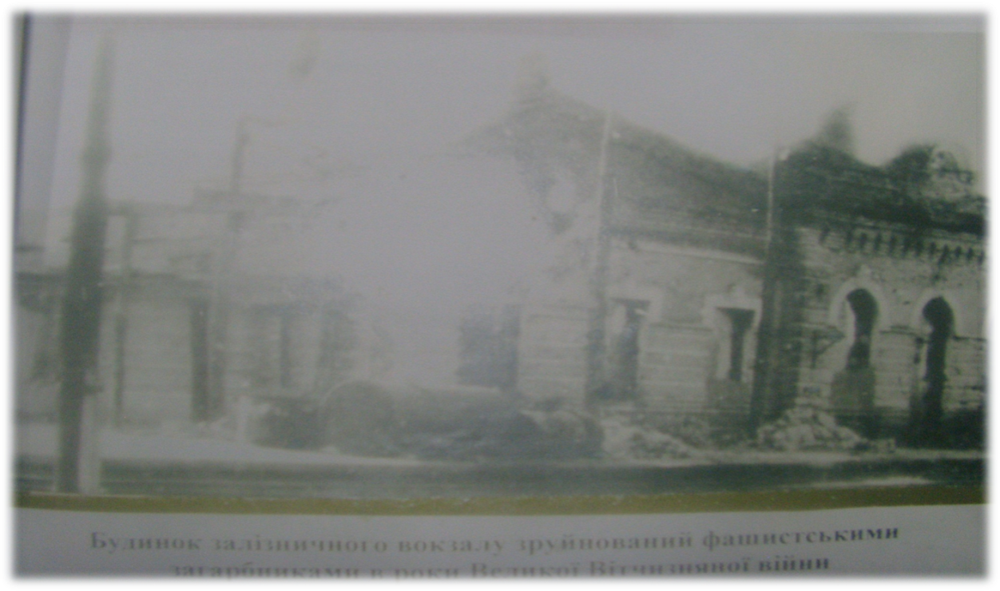 Будинок залізничного вокзалу зруйнований фашистськими
загарбниками в роки Великої Вітчизняної війни